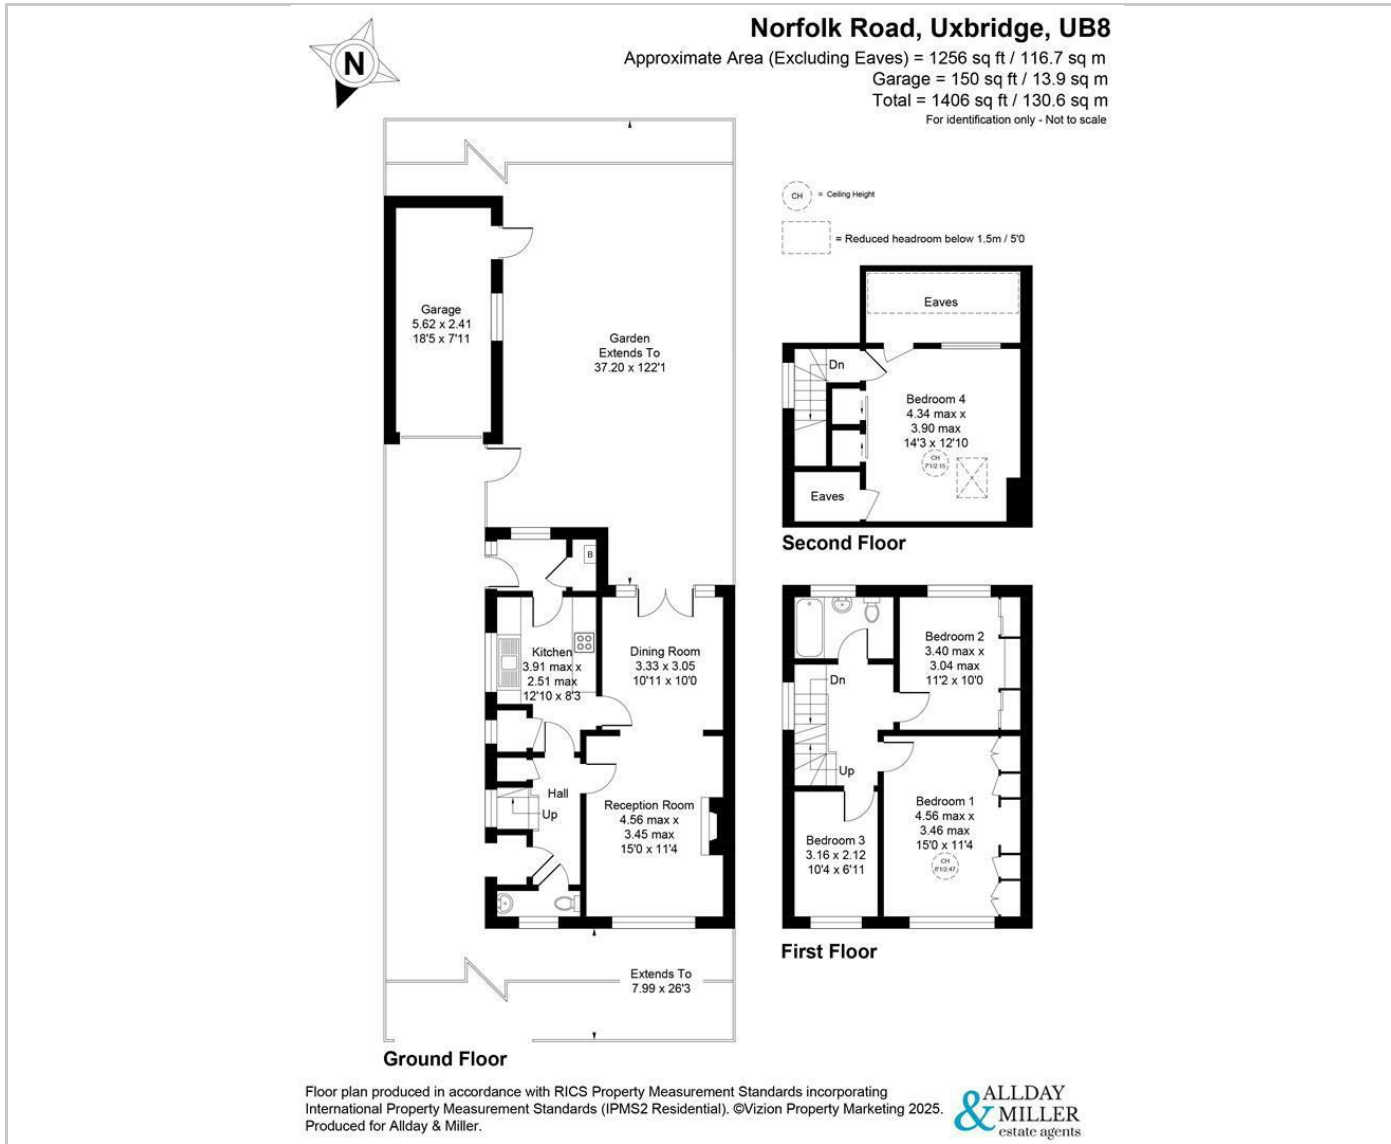 N
Norfolk Road, Uxbridge, UB8
Approximate Area (Excluding Eaves) = 1256 sq ft / 116.7 sq m
Garage = 150 sq ft / 13.9 sq m
Total = 1406 sq ft / 130.6 sq m
For identification only - Not to scale
CH = Ceiling Height
= Reduced headroom below 1.5m / 5'0
Garage
5.62 x 2.41
18'5 x 7'11
Garden
Extends To
37.20 x 122'1
Eaves
Dn
Bedroom 4
4.34 max x
3.90 max
14'3 x 12'10
CH
7'1/2.15
Eaves
Second Floor
B
Kitchen
3.91 max x
2.51 max
12'10 x 8'3
Dining Room
3.33 x 3.05
10'11 x 10'0
Hall
Up
Reception Room
4.56 max x
3.45 max
15'0 x 11'4
Bedroom 2
3.40 max x
3.04 max
11'2 x 10'0
Dn
Up
Bedroom 1
4.56 max x
3.46 max
15'0 x 11'4
CH
8'1/2.47
Bedroom 3
3.16 x 2.12
10'4 x 6'11
First Floor
Extends To
7.99 x 26'3
Ground Floor
Floor plan produced in accordance with RICS Property Measurement Standards incorporating
International Property Measurement Standards (IPMS2 Residential). ©Vizion Property Marketing 2025.
Produced for Allday & Miller.
ALLDAY
& MILLER
estate agents